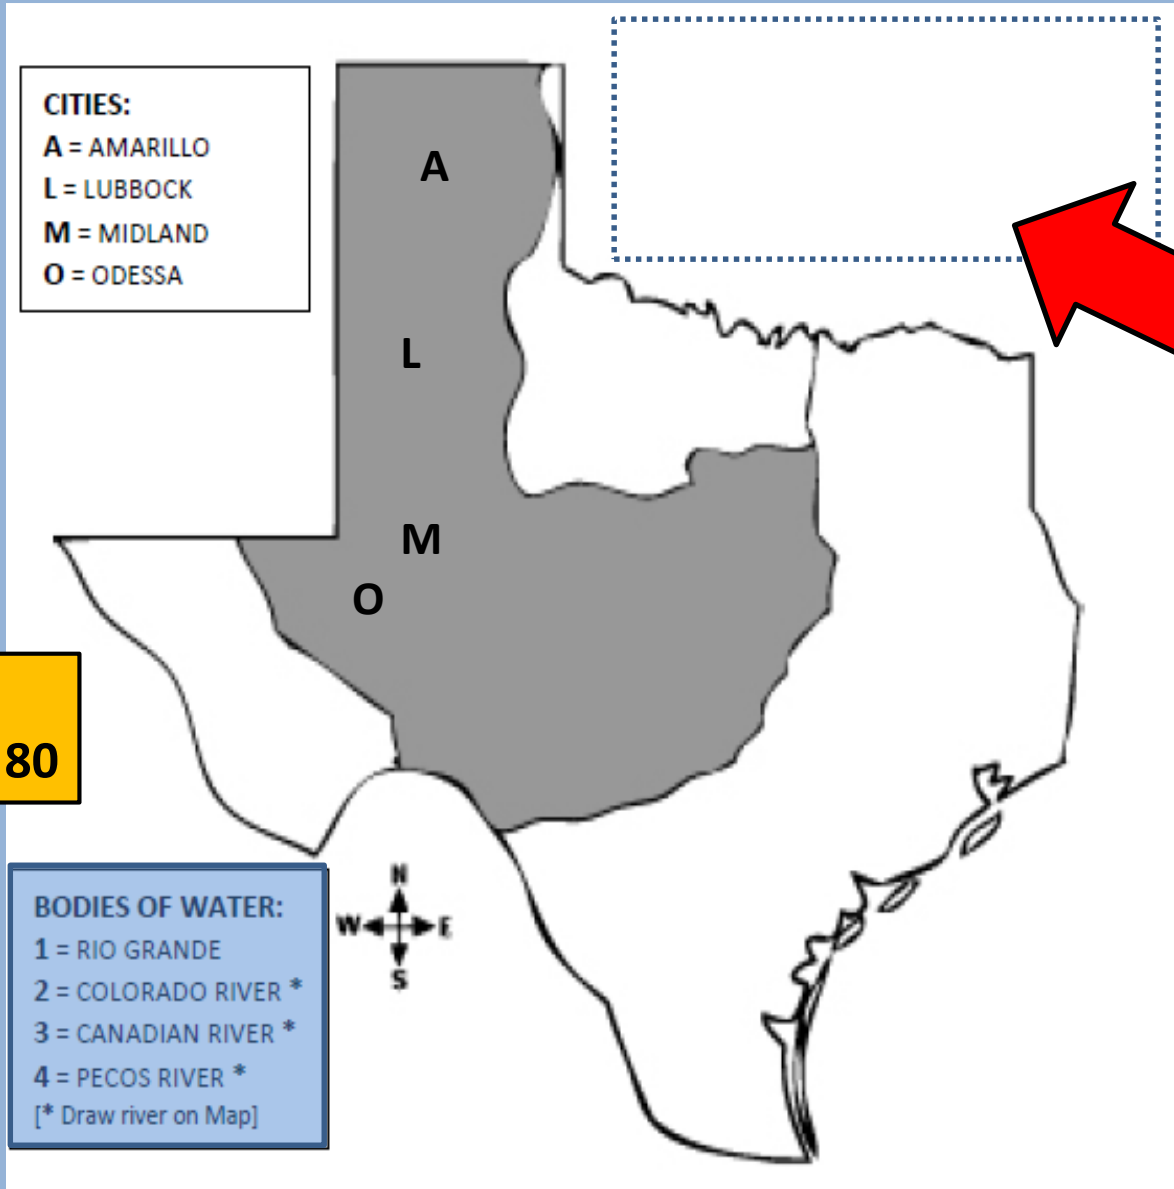 CITIES:
A = AMARILLO
L = LUBBOCK
M = MIDLAND
O = ODESSA
A
L
M
O
80
BODIES OF WATER:
1 = RIO GRANDE
2 = COLORADO RIVER *
3 = CANADIAN RIVER *
4 = PECOS RIVER *
[* Draw river on Map]
N
W E
S